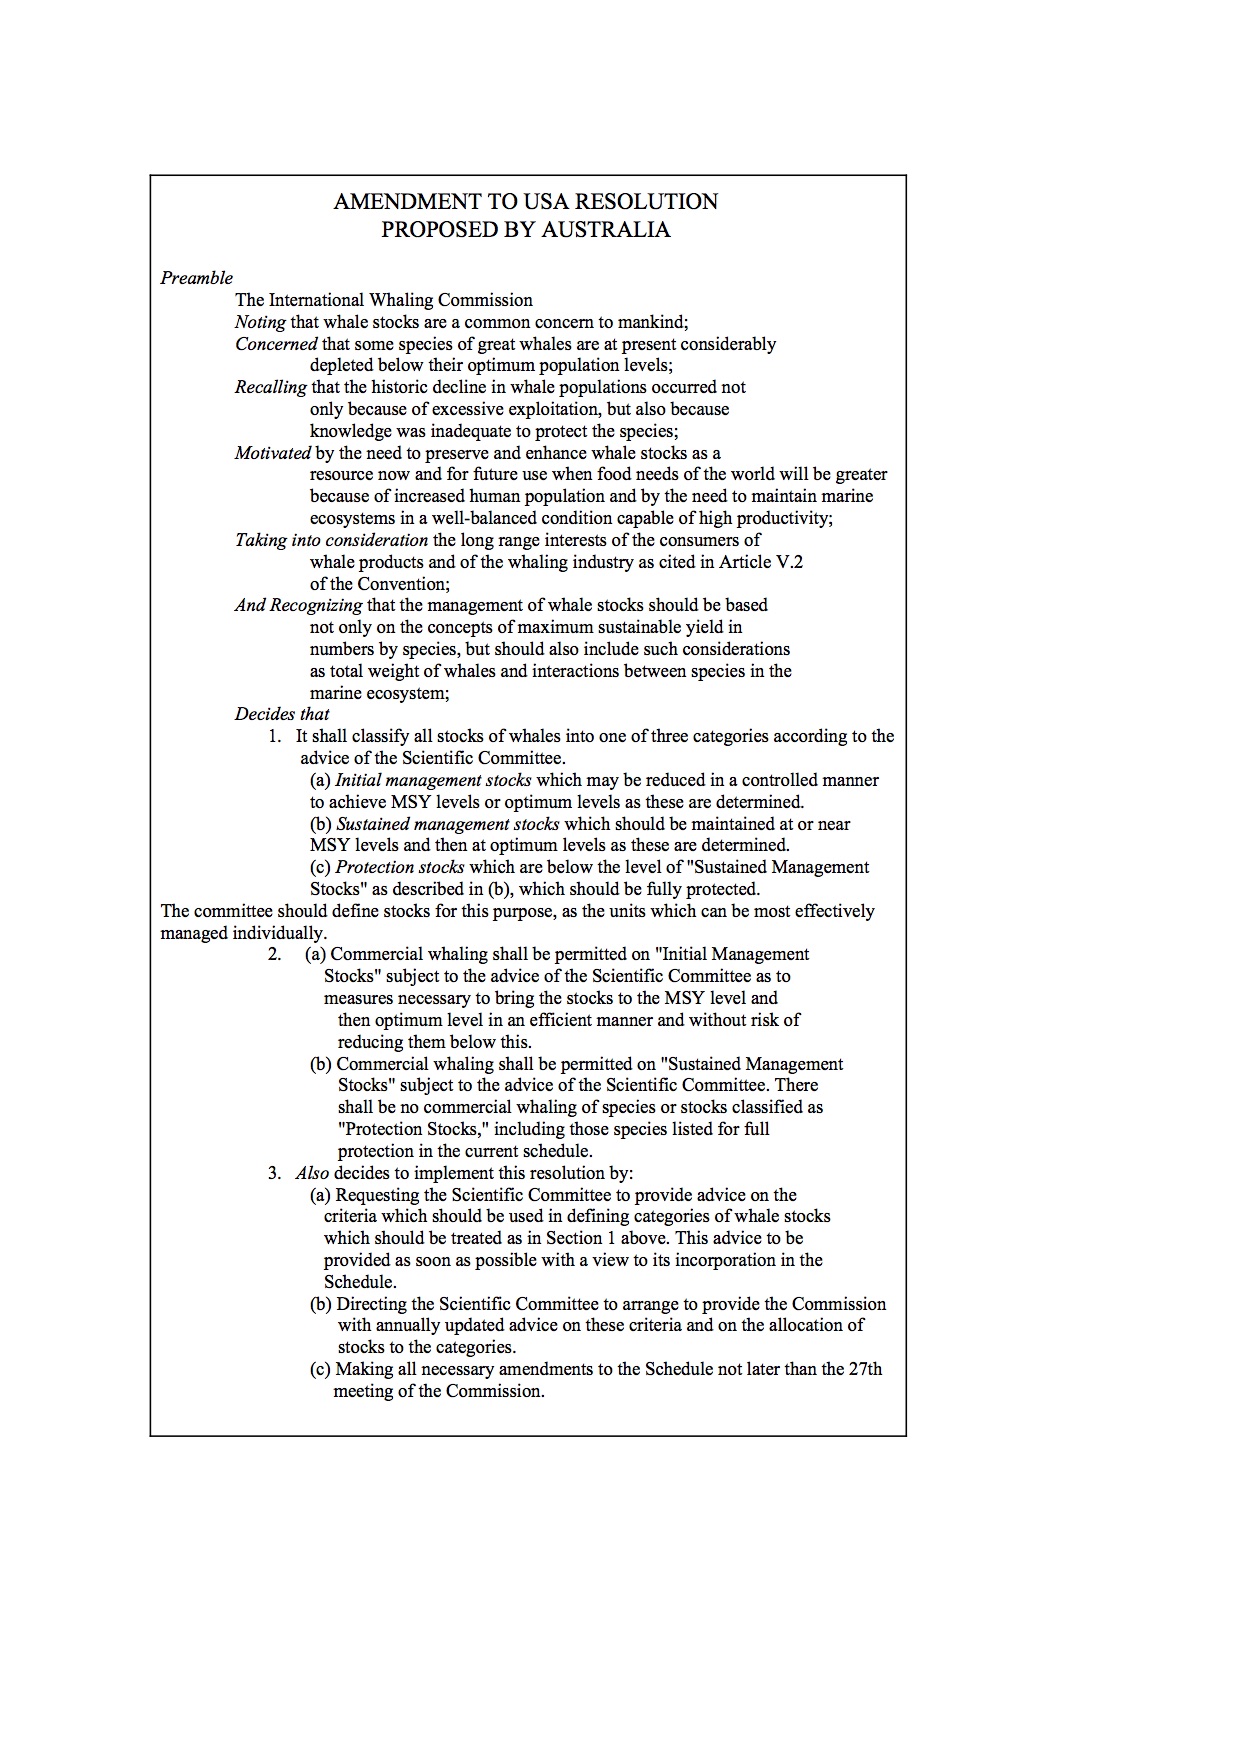 AMENDMENT TO USA RESOLUTION
PROPOSED BY AUSTRALIA
Preamble
The International Whaling Commission
Noting that whale stocks are a common concern to mankind;
Concerned that some species of great whales are at present considerably
depleted below their optimum population levels;
Recalling that the historic decline in whale populations occurred not
only because of excessive exploitation, but also because
knowledge was inadequate to protect the species;
Motivated by the need to preserve and enhance whale stocks as a
resource now and for future use when food needs of the world will be greater
because of increased human population and by the need to maintain marine
ecosystems in a well-balanced condition capable of high productivity;
Taking into consideration the long range interests of the consumers of
whale products and of the whaling industry as cited in Article V.2
of the Convention;
And Recognizing that the management of whale stocks should be based
not only on the concepts of maximum sustainable yield in
numbers by species, but should also include such considerations
as total weight of whales and interactions between species in the
marine ecosystem;
Decides that
1. It shall classify all stocks of whales into one of three categories according to the
advice of the Scientific Committee.
(a) Initial management stocks which may be reduced in a controlled manner
to achieve MSY levels or optimum levels as these are determined.
(b) Sustained management stocks which should be maintained at or near
MSY levels and then at optimum levels as these are determined.
(c) Protection stocks which are below the level of "Sustained Management
Stocks" as described in (b), which should be fully protected.
The committee should define stocks for this purpose, as the units which can be most effectively
managed individually.
2. (a) Commercial whaling shall be permitted on "Initial Management
Stocks" subject to the advice of the Scientific Committee as to
measures necessary to bring the stocks to the MSY level and
then optimum level in an efficient manner and without risk of
reducing them below this.
(b) Commercial whaling shall be permitted on "Sustained Management
Stocks" subject to the advice of the Scientific Committee. There
shall be no commercial whaling of species or stocks classified as
"Protection Stocks," including those species listed for full
protection in the current schedule.
3. Also decides to implement this resolution by:
(a) Requesting the Scientific Committee to provide advice on the
criteria which should be used in defining categories of whale stocks
which should be treated as in Section 1 above. This advice to be
provided as soon as possible with a view to its incorporation in the
Schedule.
(b) Directing the Scientific Committee to arrange to provide the Commission
with annually updated advice on these criteria and on the allocation of
stocks to the categories.
(c) Making all necessary amendments to the Schedule not later than the 27th
meeting of the Commission.